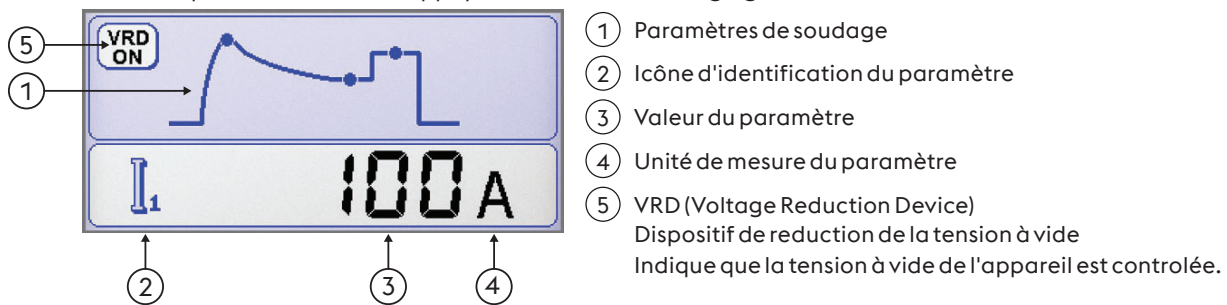 VRD
ON
I1
100 A
5
1
2
3
4
1 Paramètres de soudage
2 Icône d'identification du paramètre
3 Valeur du paramètre
4 Unité de mesure du paramètre
5 VRD (Voltage Reduction Device)
Dispositif de reduction de la tension à vide
Indique que la tension à vide de l'appareil est controlée.